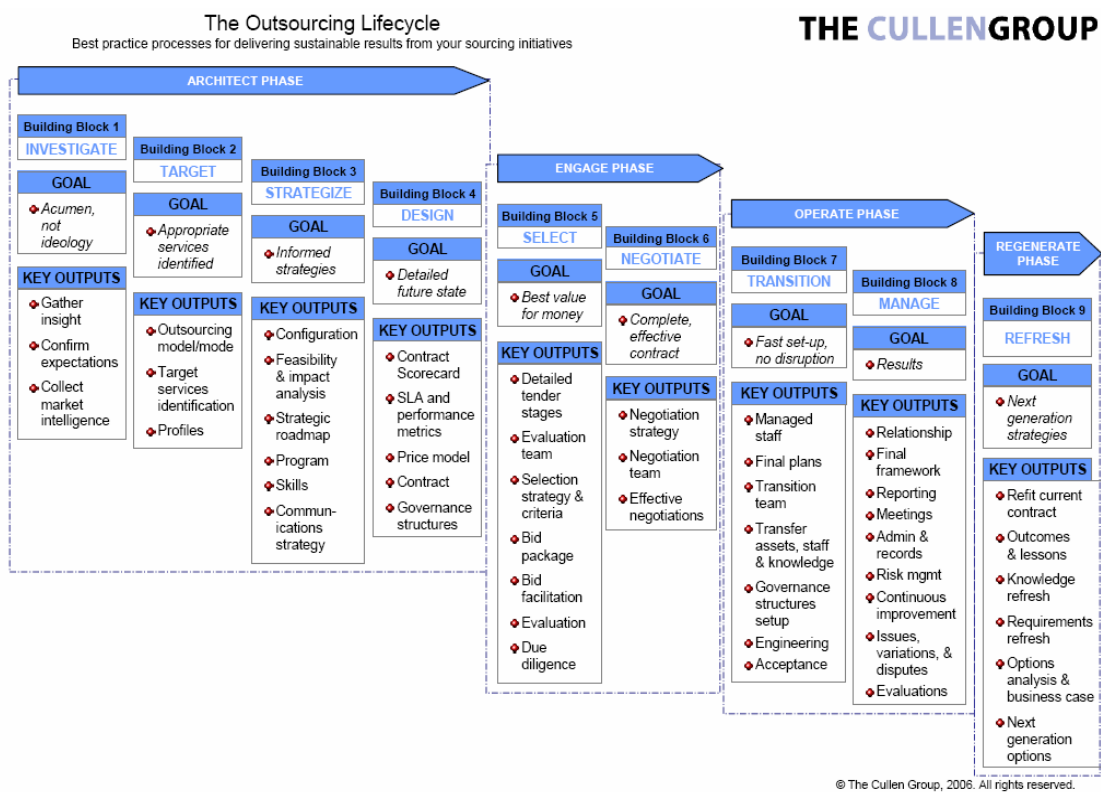 The Outsourcing Lifecycle
Best practice processes for delivering sustainable results from your sourcing initiatives
THE CULLENGROUP
ARCHITECT PHASE
Building Block 1
INVESTIGATE
GOAL
Acumen,
not
ideology
KEY OUTPUTS
Gather
insight
Confirm
expectations
Collect
market
intelligence
Building Block 2
TARGET
GOAL
Appropriate
services
identified
KEY OUTPUTS
Outsourcing
model/mode
Target
services
identification
Profiles
Building Block 3
STRATEGIZE
GOAL
Informed
strategies
KEY OUTPUTS
Configuration
Feasibility
& impact
analysis
Strategic
roadmap
Program
Skills
Commun-
ications
strategy
Building Block 4
DESIGN
GOAL
Detailed
future state
KEY OUTPUTS
Contract
Scorecard
SLA and
performance
metrics
Price model
Contract
Governance
structures
ENGAGE PHASE
Building Block 5
SELECT
GOAL
Best value
for money
KEY OUTPUTS
Detailed
tender
stages
Evaluation
team
Selection
strategy &
criteria
Bid
package
Bid
facilitation
Evaluation
Due
diligence
Building Block 6
NEGOTIATE
GOAL
Complete,
effective
contract
KEY OUTPUTS
Negotiation
strategy
Negotiation
team
Effective
negotiations
OPERATE PHASE
Building Block 7
TRANSITION
GOAL
Fast set-up,
no disruption
KEY OUTPUTS
Managed
staff
Final plans
Transition
team
Transfer
assets, staff
& knowledge
Governance
structures
setup
Engineering
Acceptance
Building Block 8
MANAGE
GOAL
Results
KEY OUTPUTS
Relationship
Final
framework
Reporting
Meetings
Admin &
records
Risk mgmt
Continuous
improvement
Issues,
variations, &
disputes
Evaluations
REGENERATE
PHASE
Building Block 9
REFRESH
GOAL
Next
generation
strategies
KEY OUTPUTS
Refit current
contract
Outcomes
& lessons
Knowledge
refresh
Requirements
refresh
Options
analysis &
business case
Next
generation
options
© The Cullen Group, 2006. All rights reserved.